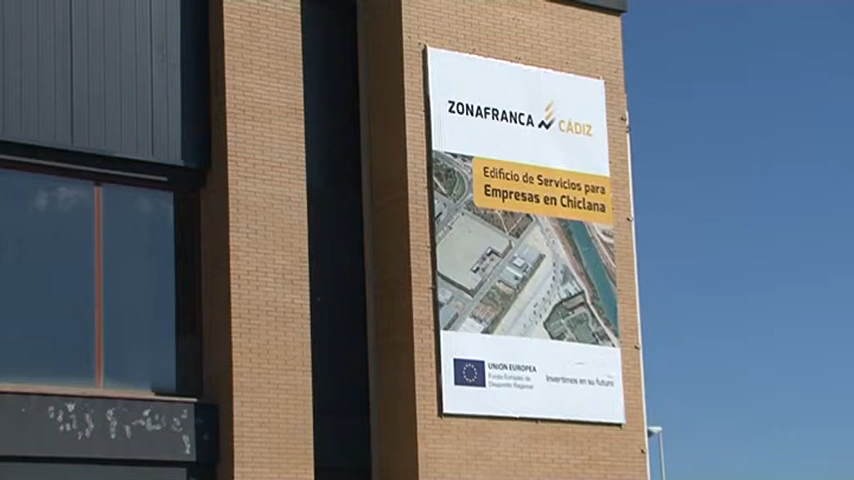 ZONAFRANCA CÁDIZ
Edificio de Servicios para
Empresas en Chiclana
UNIÓN EUROPEA
Fondo Europeo de
Desarrollo Regional
Invertimos en su futuro